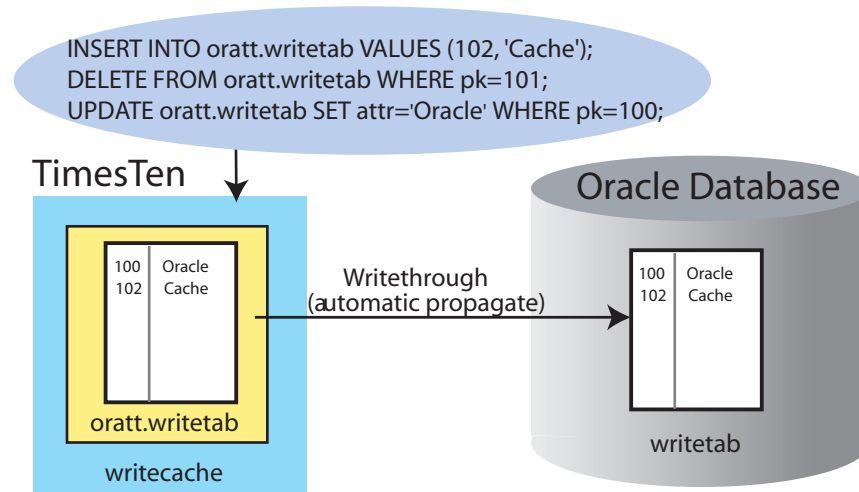 INSERT INTO oratt.writetab VALUES (102, 'Cache');
DELETE FROM oratt.writetab WHERE pk=101;
UPDATE oratt.writetab SET attr='Oracle' WHERE pk=100;
TimesTen
100 Oracle
102 Cache
oratt.writetab
writecache
Writethrough
(automatic propagate)
Oracle Database
100 Oracle
102 Cache
writetab